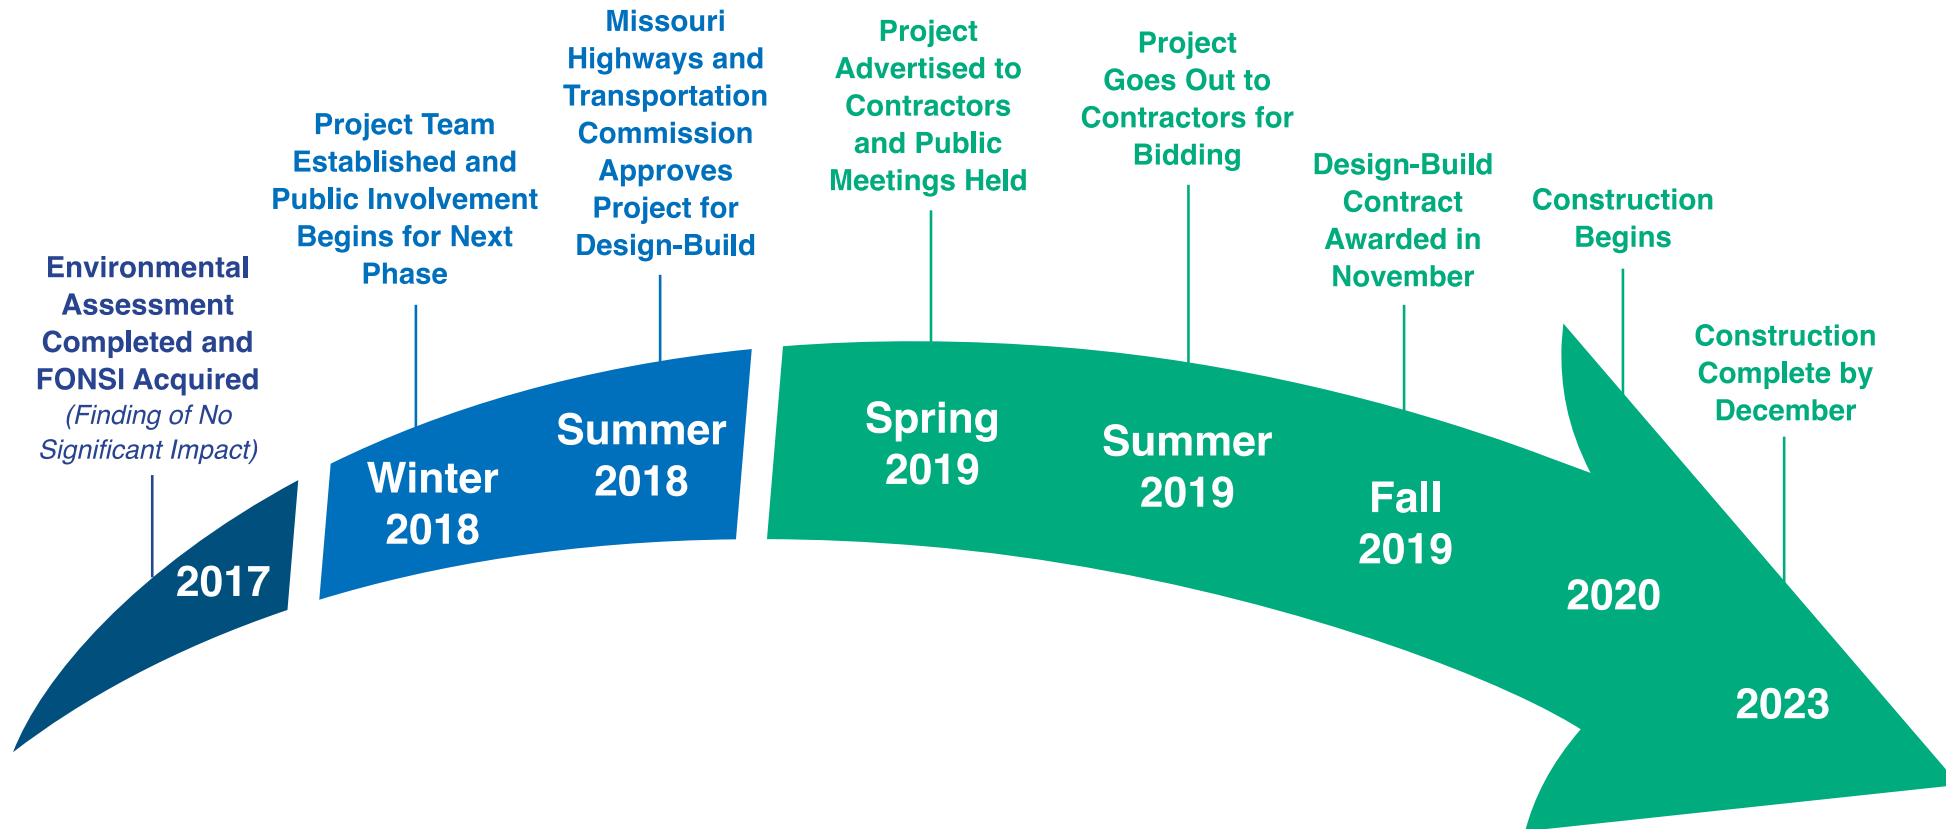 Environmental
Assessment
Completed and
FONSI Acquired
(Finding of No
Significant Impact)
2017
Project Team
Established and
Public Involvement
Begins for Next
Phase
Winter
2018
Missouri
Highways and
Transportation
Commission
Approves
Project for
Design-Build
Summer
2018
Project
Advertised to
Contractors
and Public
Meetings Held
Spring
2019
Project
Goes Out to
Contractors for
Bidding
Summer
2019
Design-Build
Contract
Awarded in
November
Fall
2019
Construction
Begins
2020
Construction
Complete by
December
2023